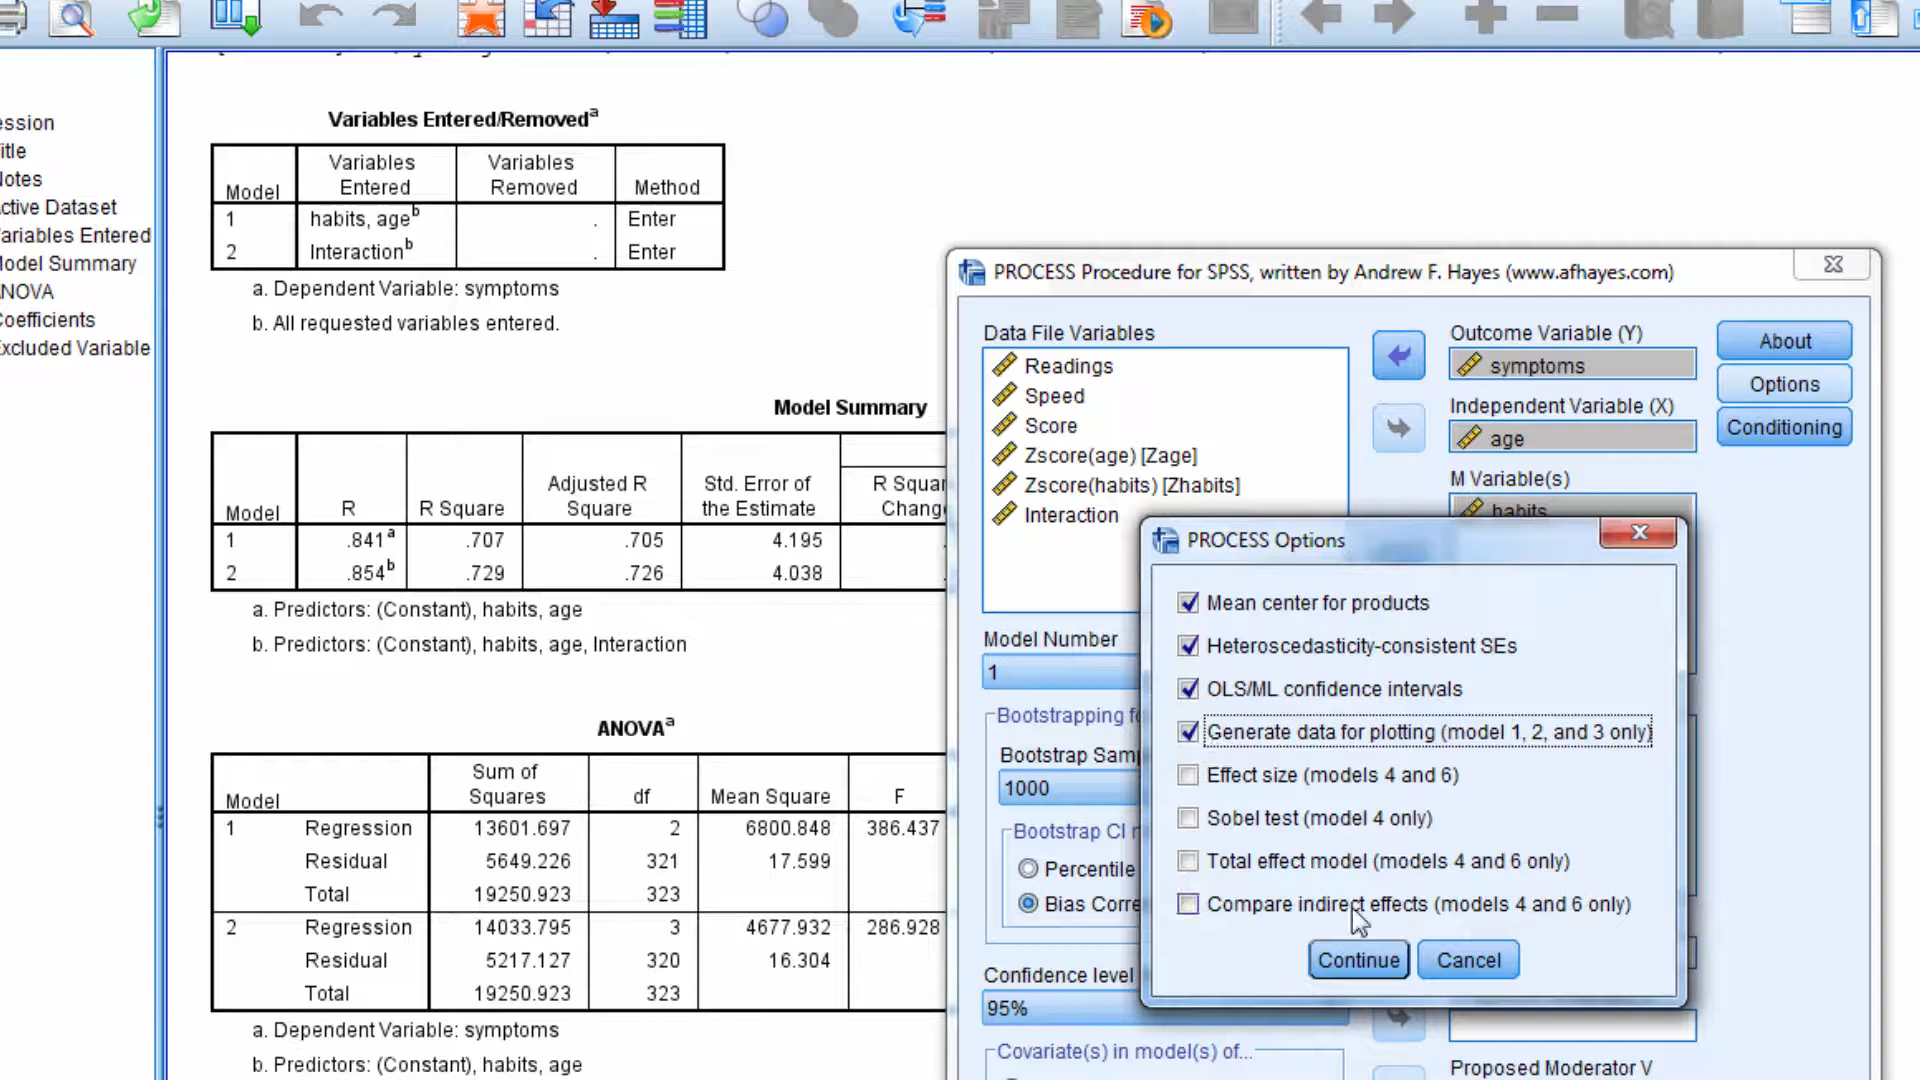 ession
itle
Notes
ctive Dataset
ariables Entered
Model Summary
ANOVA
Coefficients
Excluded Variable
Variables Entered/Removedᵃ
Model Variables Entered Variables Removed Method
1 habits, ageᵇ . Enter
2 Interactionᵇ . Enter
a. Dependent Variable: symptoms
b. All requested variables entered.
Model Summary
Model R R Square Adjusted R Square Std. Error of the Estimate R Squar Chang
1 .841ᵃ .707 .705 4.195
2 .854ᵇ .729 .726 4.038
a. Predictors: (Constant), habits, age
b. Predictors: (Constant), habits, age, Interaction
ANOVAᵃ
Model Sum of Squares df Mean Square F
1 Regression 13601.697 2 6800.848 386.437
Residual 5649.226 321 17.599
Total 19250.923 323
2 Regression 14033.795 3 4677.932 286.928
Residual 5217.127 320 16.304
Total 19250.923 323
a. Dependent Variable: symptoms
b. Predictors: (Constant), habits, age
PROCESS Procedure for SPSS, written by Andrew F. Hayes (www.afhayes.com)
Data File Variables
Readings
Speed
Score
Zscore(age) [Zage]
Zscore(habits) [Zhabits]
Interaction
Outcome Variable (Y)
symptoms
Independent Variable (X)
age
M Variable(s)
habits
About
Options
Conditioning
Model Number
1
Bootstrapping fo
Bootstrap Samp
1000
Bootstrap CI m
Percentile
Bias Corre
Confidence level
95%
Covariate(s) in model(s) of...
Proposed Moderator V
PROCESS Options
Mean center for products
Heteroscedasticity-consistent SEs
OLS/ML confidence intervals
Generate data for plotting (model 1, 2, and 3 only)
Effect size (models 4 and 6)
Sobel test (model 4 only)
Total effect model (models 4 and 6 only)
Compare indirect effects (models 4 and 6 only)
Continue
Cancel